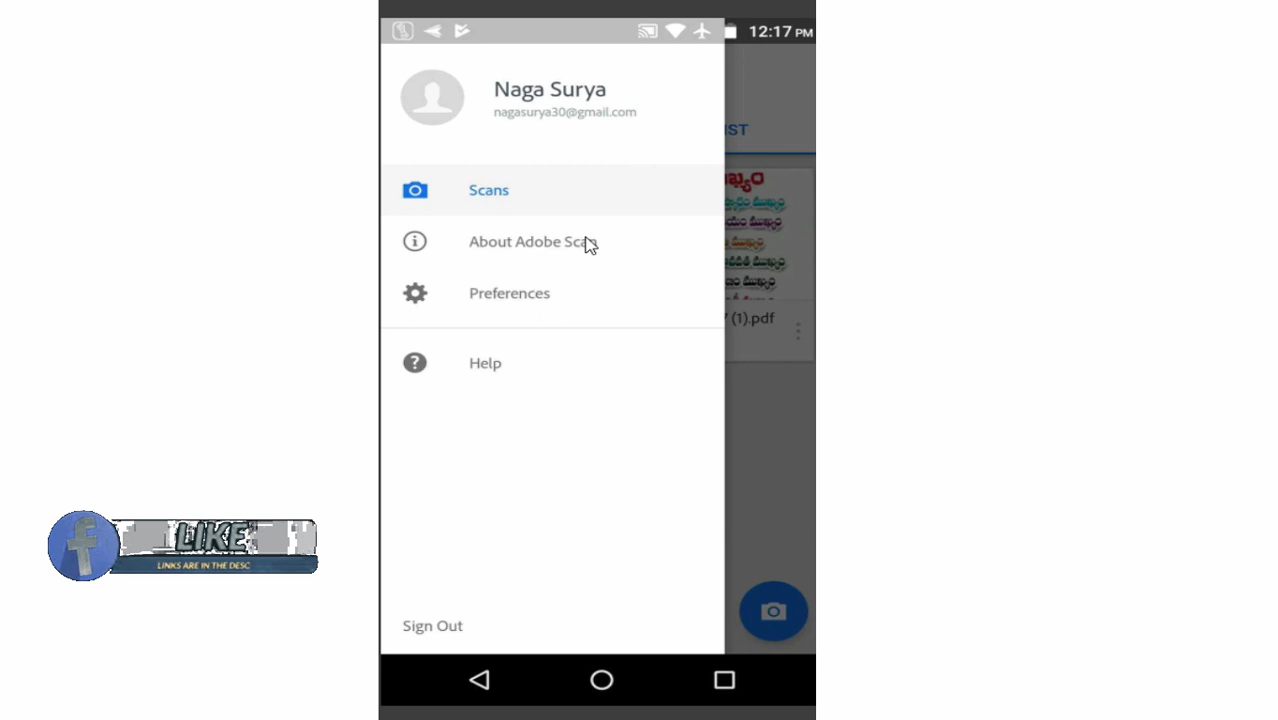 12:17 PM
Naga Surya
nagasurya30@gmail.com
IST
Scans
About Adobe Scan
Preferences
ముఖ్యం
ముఖ్యం
ముఖ్యం
ముఖ్యం
ముఖ్యం
(1).pdf
Help
LIKE
LINKS ARE IN THE DESC
Sign Out